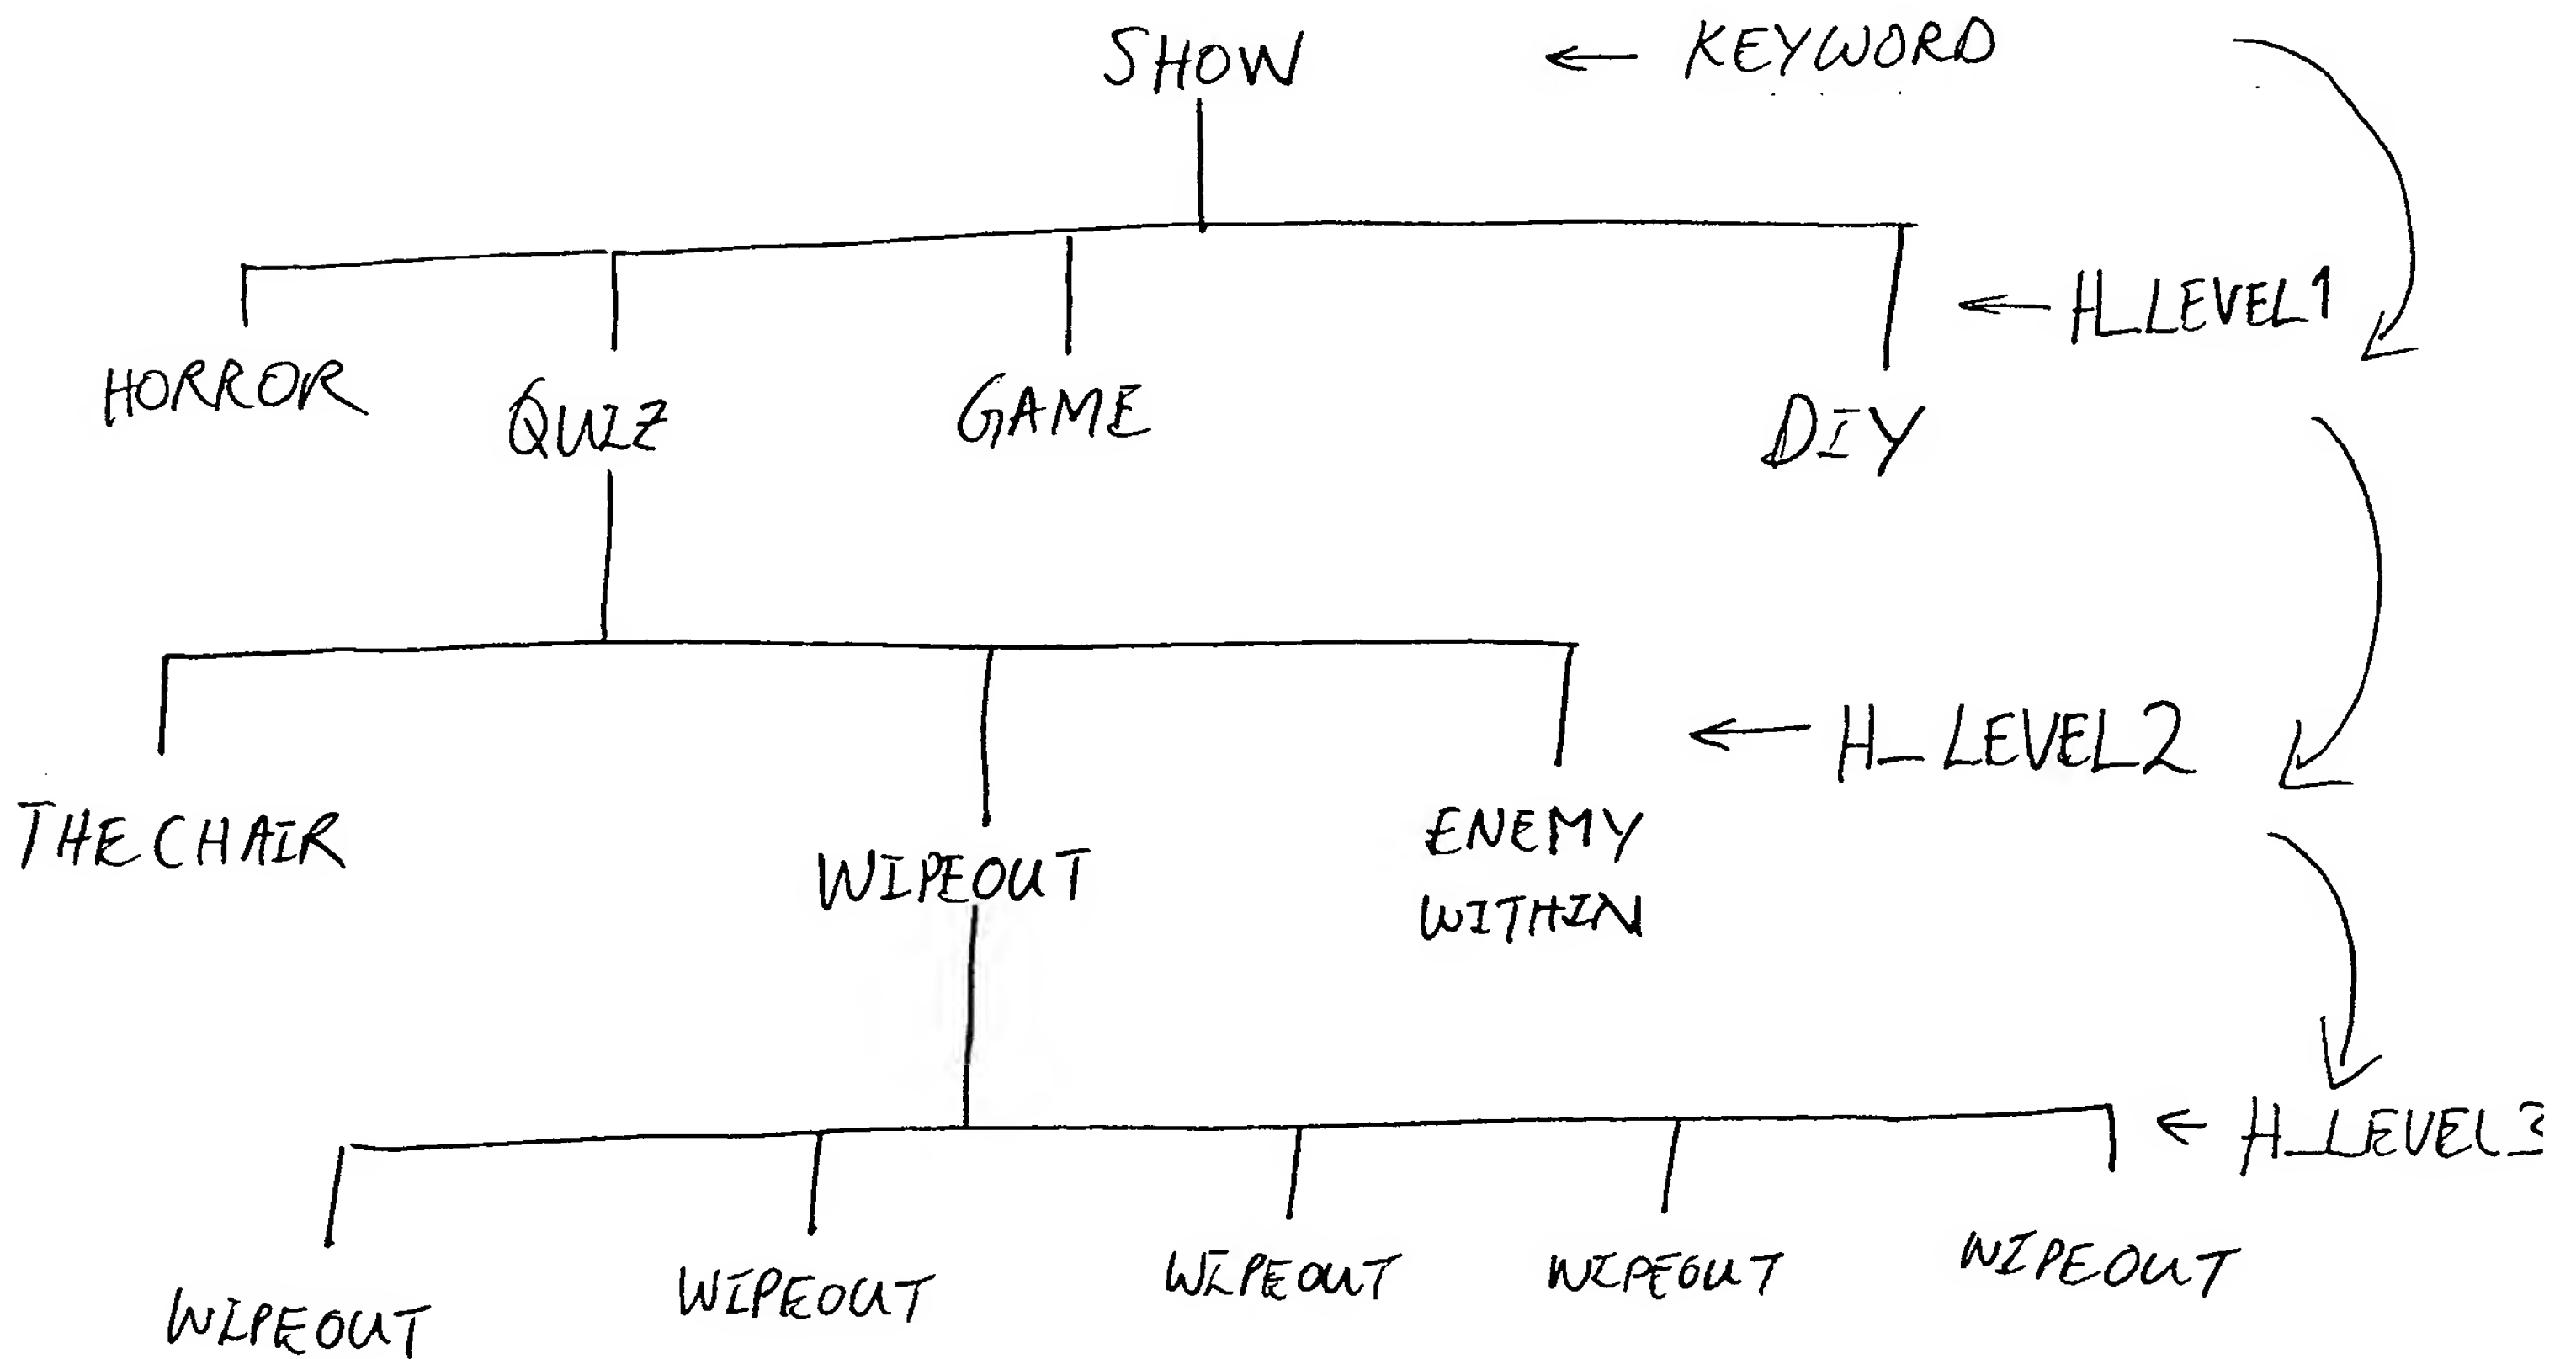 SHOW ← KEYWORD
H_LEVEL1
HORROR QUIZ GAME DIY
← H_LEVEL2
THE CHAIR WIPEOUT ENEMY
WITHIN
← H_LEVEL3
WIPEOUT WIPEOUT WIPEOUT WIPEOUT WIPEOUT